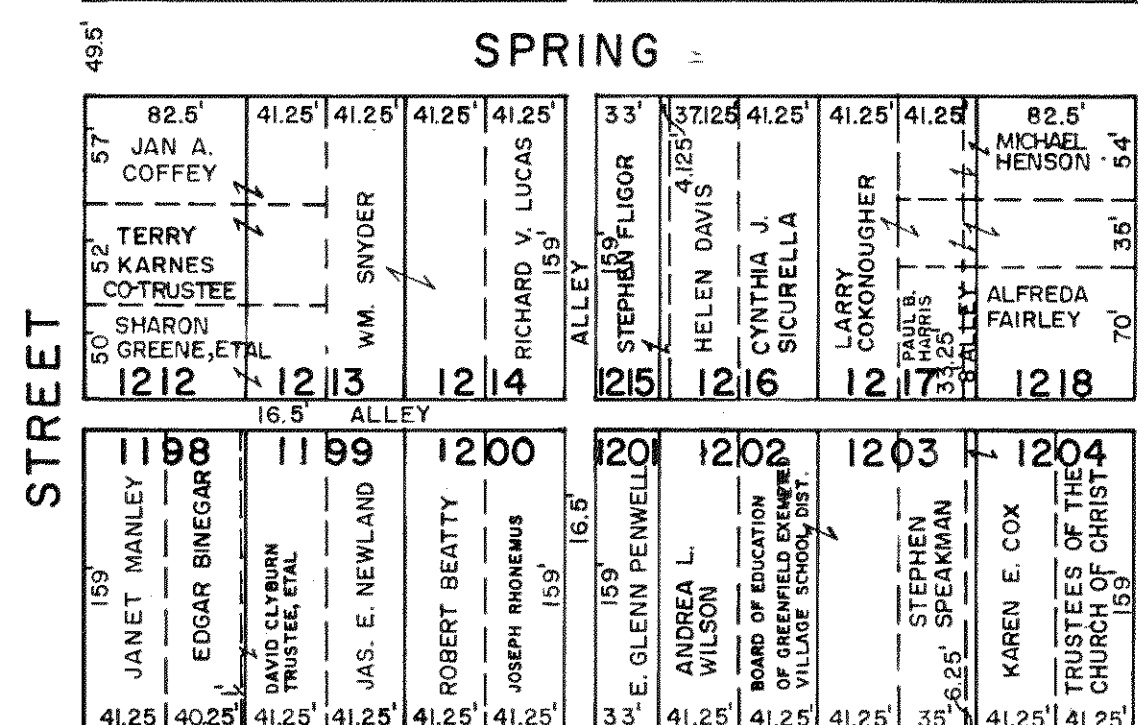 SPRING
49.5'
STREET
82.5'
41.25'
41.25'
41.25'
41.25'
57'
JAN A.
COFFEY
52'
TERRY
KARNES
CO-TRUSTEE
50'
SHARON
GREENE, ETAL
WM. SNYDER
RICHARD V. LUCAS
159'
1212
1213
1214
ALLEY
33'
37.125
41.25'
41.25'
41.25'
82.5'
4.125'
159'
STEPHEN FLIGOR
HELEN DAVIS
CYNTHIA J.
SICURELLA
LARRY
COKONOUGHER
PAUL B.
HARRIS
33.25'
8' ALLEY
MICHAEL
HENSON
54'
35'
ALFREDA
FAIRLEY
70'
1215
1216
1217
1218
16.5' ALLEY
1198
1199
1200
159'
JANET MANLEY
EDGAR BINEGAR
DAVID CLYBURN
TRUSTEE, ETAL
JAS. E. NEWLAND
ROBERT BEATTY
JOSEPH RHONEMUS
159'
41.25
40.25'
41.25'
41.25'
41.25'
41.25'
16.5'
1201
1202
1203
1204
159'
E. GLENN PENWELL
ANDREA L.
WILSON
BOARD OF EDUCATION
OF GREENFIELD EXEMPTED
VILLAGE SCHOOL DIST.
STEPHEN
SPEAKMAN
6.25'
KAREN E. COX
TRUSTEES OF THE
CHURCH OF CHRIST
159'
33'
41.25'
41.25'
41.25'
35'
41.25'
41.25'